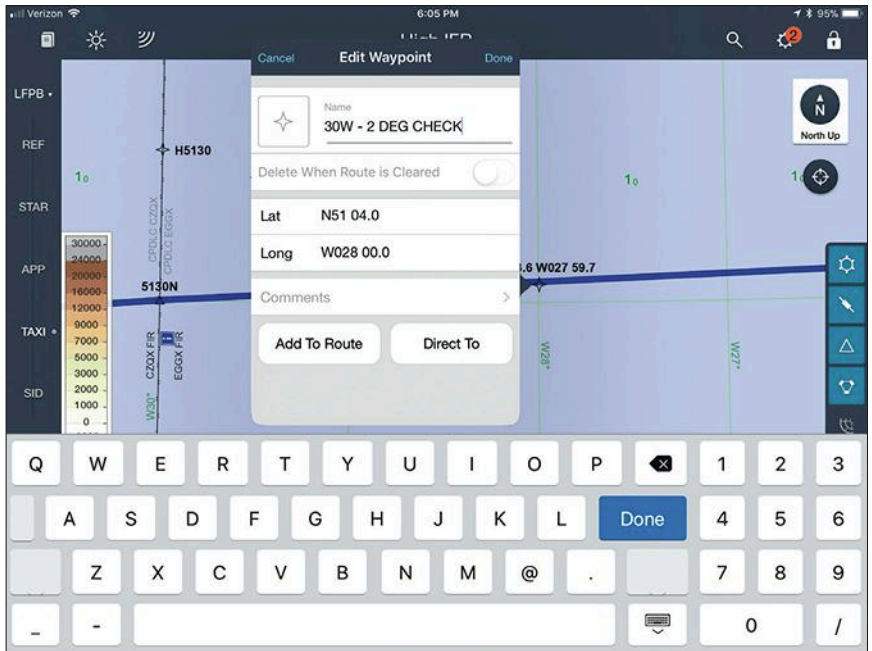 Verizon
6:05 PM
95%
2
Cancel
Edit Waypoint
Done
Name
30W - 2 DEG CHECK
Delete When Route is Cleared
Lat N51 04.0
Long W028 00.0
Comments >
Add To Route
Direct To
LFPB
REF
STAR
APP
TAXI
SID
N
North Up
H5130
10
10
CPDLC CZQX
CPDLC EGGX
30000
24000
20000
16000
12000
9000
7000
5000
3000
2000
1000
0
5130N
.6 W027 59.7
CZQX FIR
EGGX FIR
W30°
W28°
W27°
Q W E R T Y U I O P 1 2 3
A S D F G H J K L Done 4 5 6
Z X C V B N M @ . 7 8 9
_ - 0 /